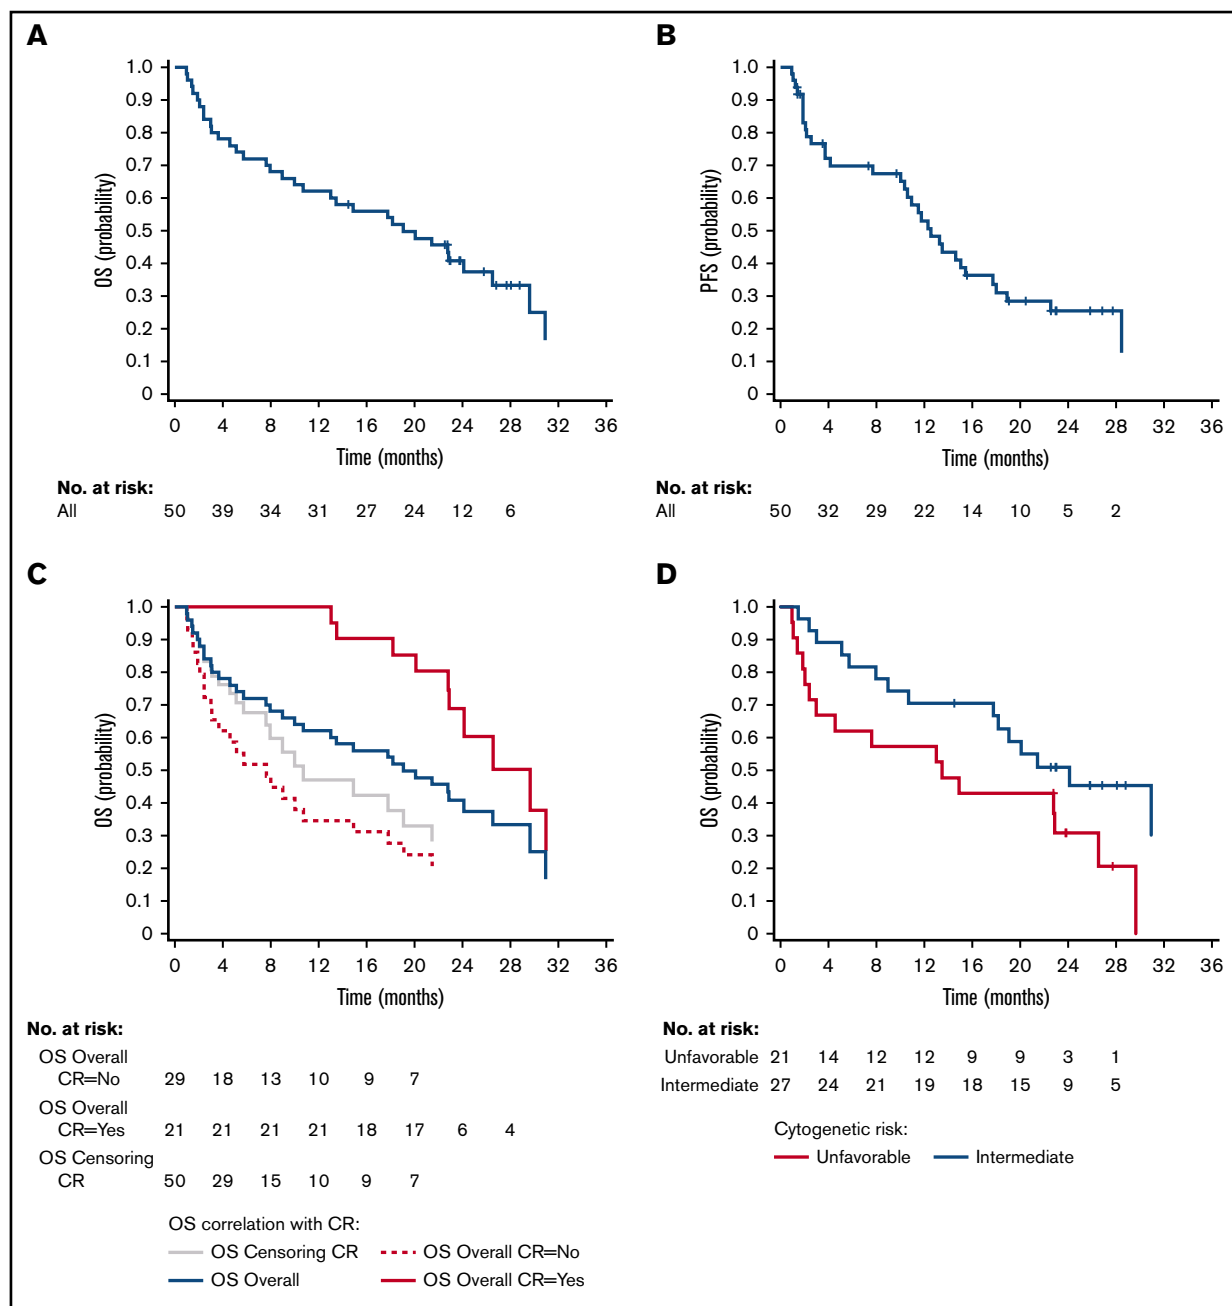 A
OS (probability)
1.0
0.9
0.8
0.7
0.6
0.5
0.4
0.3
0.2
0.1
0
0 4 8 12 16 20 24 28 32 36
Time (months)
No. at risk:
All 50 39 34 31 27 24 12 6
B
PFS (probability)
1.0
0.9
0.8
0.7
0.6
0.5
0.4
0.3
0.2
0.1
0
0 4 8 12 16 20 24 28 32 36
Time (months)
No. at risk:
All 50 32 29 22 14 10 5 2
C
OS (probability)
1.0
0.9
0.8
0.7
0.6
0.5
0.4
0.3
0.2
0.1
0
0 4 8 12 16 20 24 28 32 36
Time (months)
No. at risk:
OS Overall
CR=No 29 18 13 10 9 7
OS Overall
CR=Yes 21 21 21 21 18 17 6 4
OS Censoring
CR 50 29 15 10 9 7
OS correlation with CR:
OS Censoring CR OS Overall CR=No
OS Overall OS Overall CR=Yes
D
OS (probability)
1.0
0.9
0.8
0.7
0.6
0.5
0.4
0.3
0.2
0.1
0
0 4 8 12 16 20 24 28 32 36
Time (months)
No. at risk:
Unfavorable 21 14 12 12 9 9 3 1
Intermediate 27 24 21 19 18 15 9 5
Cytogenetic risk:
Unfavorable Intermediate